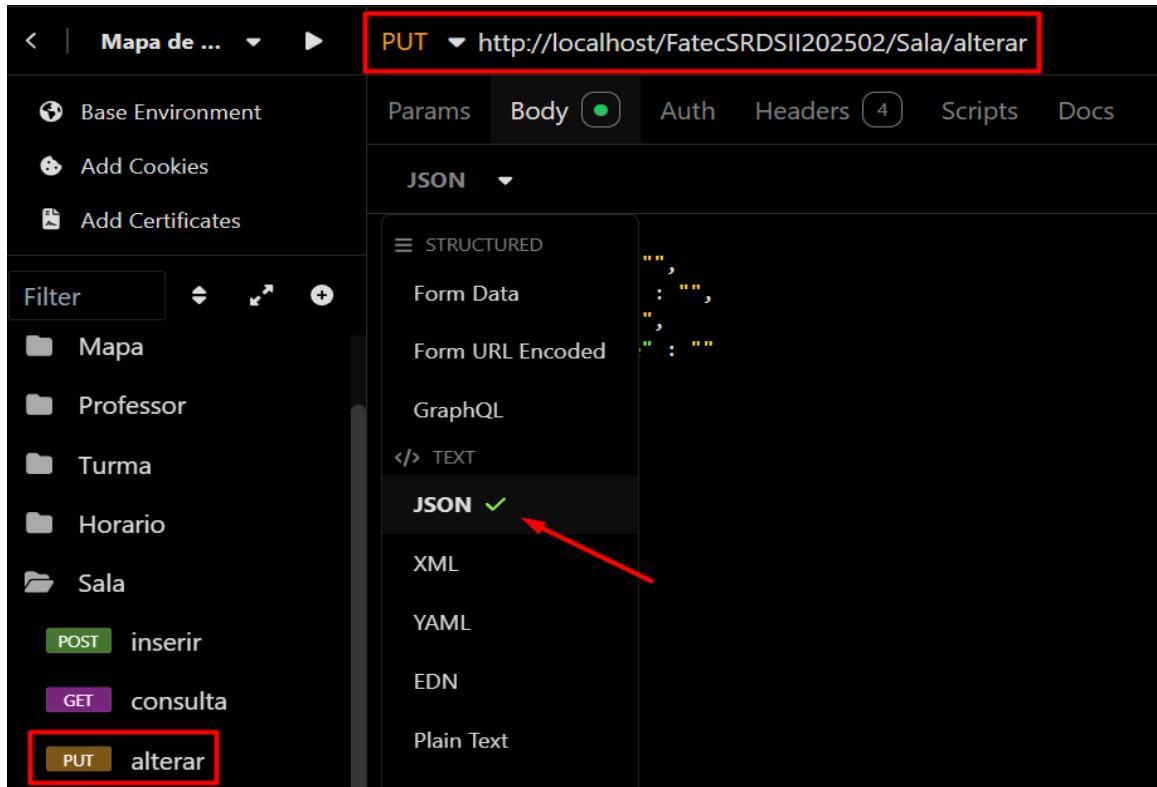 Mapa de ...
PUT http://localhost/FatecSRDSII202502/Sala/alterar
Base Environment
Add Cookies
Add Certificates
Filter
Mapa
Professor
Turma
Horario
Sala
POST inserir
GET consulta
PUT alterar
Params Body Auth Headers 4 Scripts Docs
JSON
STRUCTURED
Form Data
Form URL Encoded
GraphQL
</> TEXT
JSON
XML
YAML
EDN
Plain Text
"",
: "",
",
" : ""